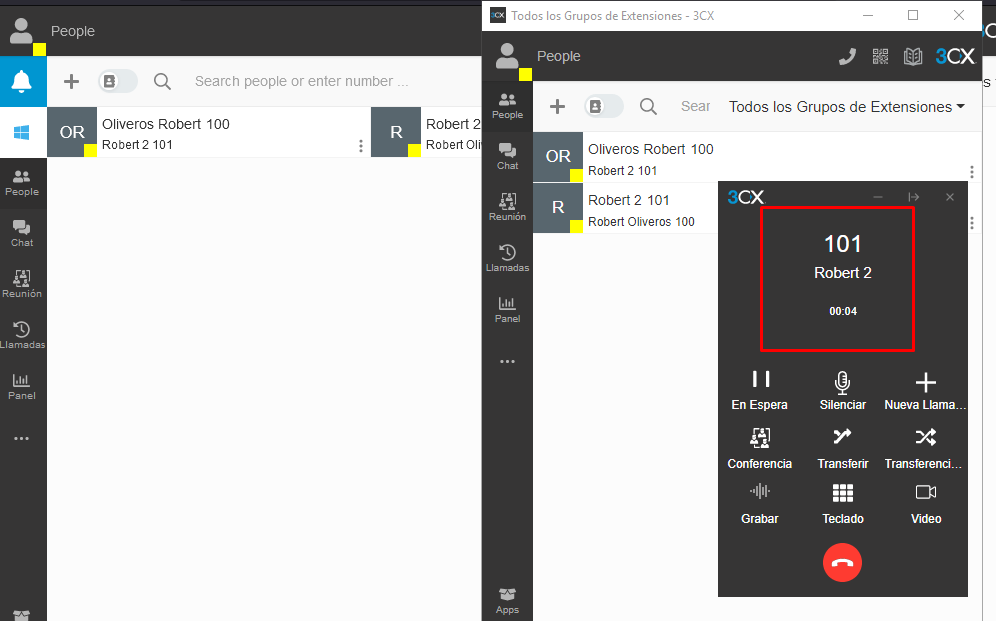 People
Search people or enter number ...
OR
Oliveros Robert 100
Robert 2 101
R
Robert 2
Robert Oli
People
Chat
Reunión
Llamadas
Panel
3CX Todos los Grupos de Extensiones - 3CX
People
3CX
Sear
Todos los Grupos de Extensiones
People
Chat
Reunión
Llamadas
Panel
Apps
OR
Oliveros Robert 100
Robert 2 101
R
Robert 2 101
Robert Oliveros 100
3CX
101
Robert 2
00:04
En Espera
Silenciar
Nueva Llama...
Conferencia
Transferir
Transferenci...
Grabar
Teclado
Video